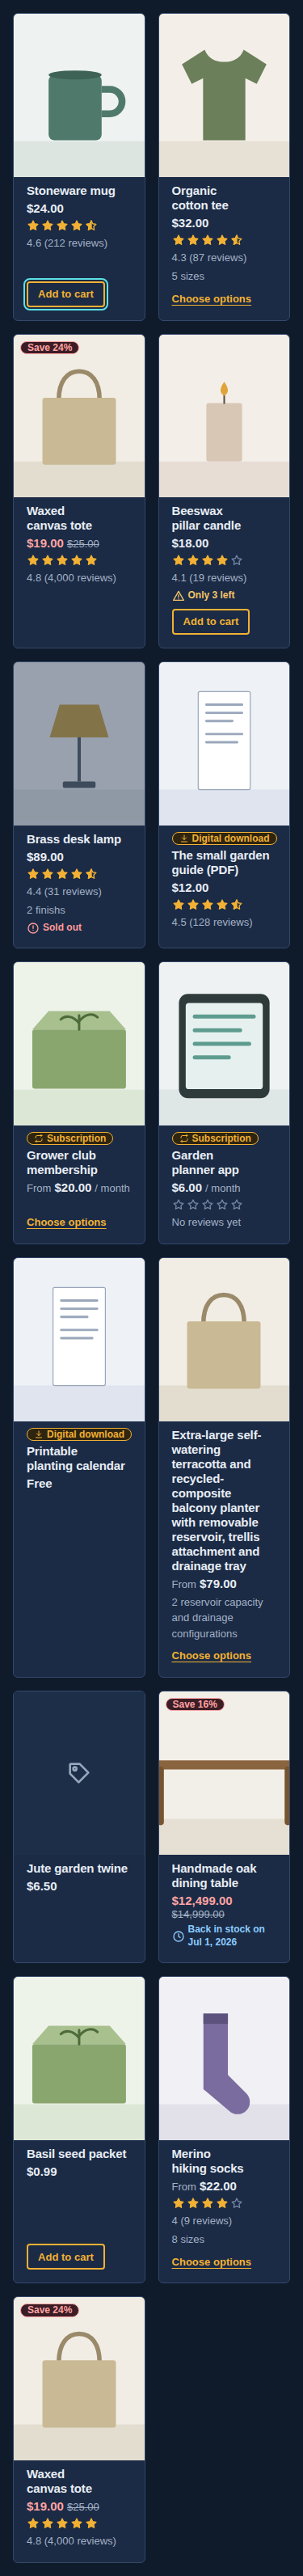 Stoneware mug
$24.00
4.6 (212 reviews)
Add to cart
Organic
cotton tee
$32.00
4.3 (87 reviews)
5 sizes
Choose options
Save 24%
Waxed
canvas tote
$19.00 $25.00
4.8 (4,000 reviews)
Beeswax
pillar candle
$18.00
4.1 (19 reviews)
Only 3 left
Add to cart
Brass desk lamp
$89.00
4.4 (31 reviews)
2 finishs
Sold out
Digital download
The small garden
guide (PDF)
$12.00
4.5 (128 reviews)
Subscription
Grower club
membership
From $20.00 / month
Choose options
Subscription
Garden
planner app
$6.00 / month
No reviews yet
Digital download
Printable
planting calendar
Free
Extra-large self-
watering
terracotta and
recycled-
composite
balcony planter
with removable
reservoir, trellis
attachment and
drainage tray
From $79.00
2 reservoir capacity
and drainage
configurations
Choose options
Jute garden twine
$6.50
Save 16%
Handmade oak
dining table
$12,499.00
$14,999.00
Back in stock on
Jul 1, 2026
Basil seed packet
$0.99
Add to cart
Merino
hiking socks
From $22.00
4 (9 reviews)
8 sizes
Choose options
Save 24%
Waxed
canvas tote
$19.00 $25.00
4.8 (4,000 reviews)